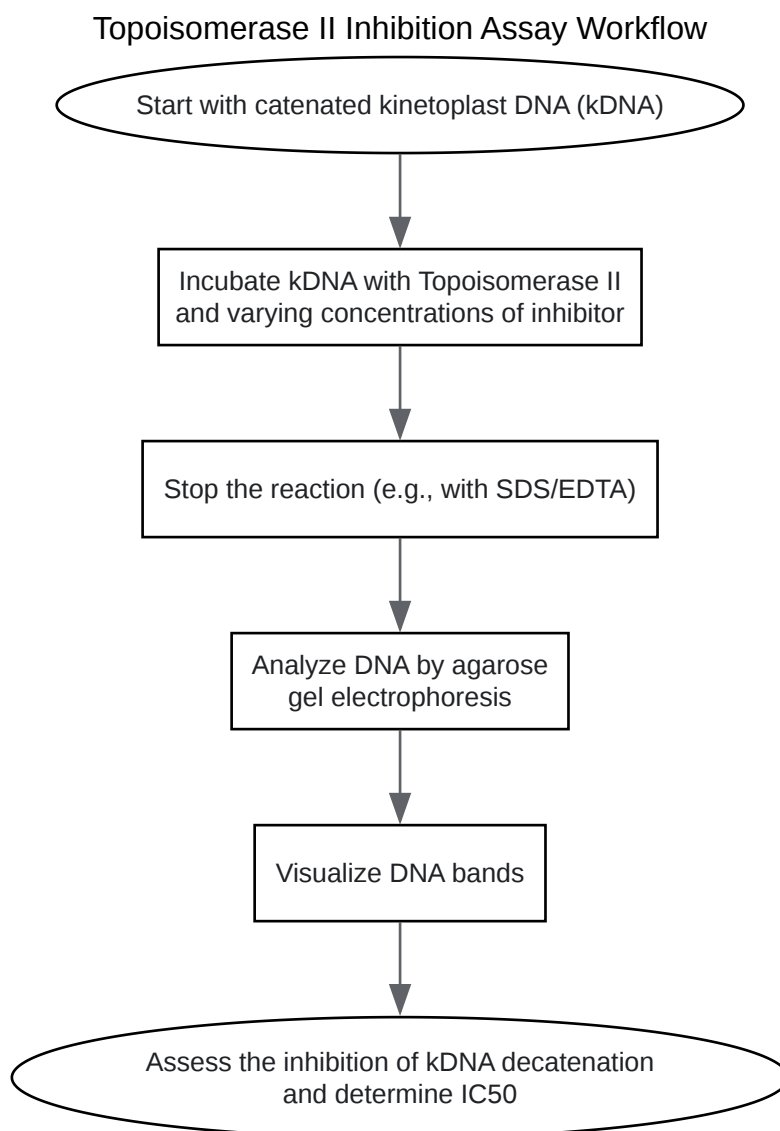 Topoisomerase II Inhibition Assay Workflow
Start with catenated kinetoplast DNA (kDNA)
Incubate kDNA with Topoisomerase II
and varying concentrations of inhibitor
Stop the reaction (e.g., with SDS/EDTA)
Analyze DNA by agarose
gel electrophoresis
Visualize DNA bands
Assess the inhibition of kDNA decatenation
and determine IC50